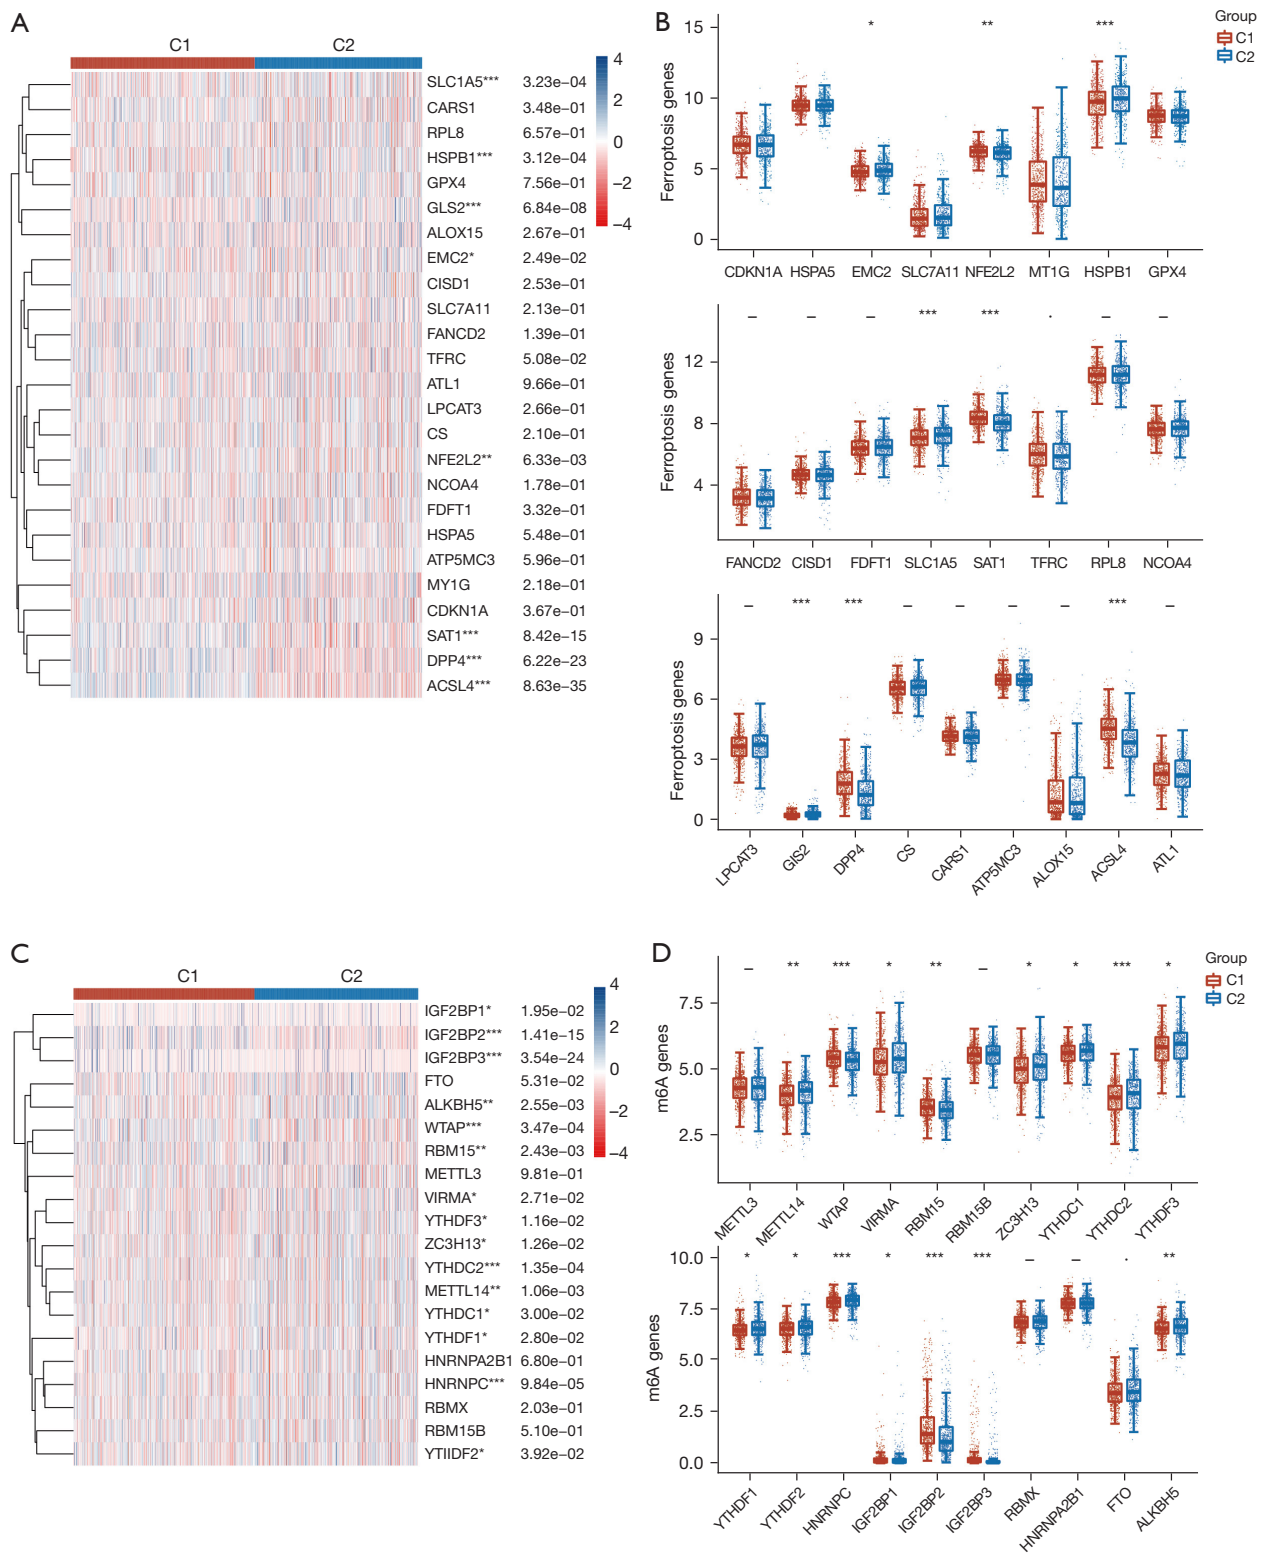 A
C1 C2
SLC1A5*** 3.23e−04
CARS1 3.48e−01
RPL8 6.57e−01
HSPB1*** 3.12e−04
GPX4 7.56e−01
GLS2*** 6.84e−08
ALOX15 2.67e−01
EMC2* 2.49e−02
CISD1 2.53e−01
SLC7A11 2.13e−01
FANCD2 1.39e−01
TFRC 5.08e−02
ATL1 9.66e−01
LPCAT3 2.66e−01
CS 2.10e−01
NFE2L2** 6.33e−03
NCOA4 1.78e−01
FDFT1 3.32e−01
HSPA5 5.48e−01
ATP5MC3 5.96e−01
MY1G 2.18e−01
CDKN1A 3.67e−01
SAT1*** 8.42e−15
DPP4*** 6.22e−23
ACSL4*** 8.63e−35
4
2
0
−2
−4
B
Group
C1
C2
* ** ***
Ferroptosis genes
15
10
5
0
CDKN1A HSPA5 EMC2 SLC7A11 NFE2L2 MT1G HSPB1 GPX4
– – – *** *** . – –
Ferroptosis genes
12
8
4
FANCD2 CISD1 FDFT1 SLC1A5 SAT1 TFRC RPL8 NCOA4
– *** *** – – – – *** –
Ferroptosis genes
9
6
3
0
LPCAT3 GIS2 DPP4 CS CARS1 ATP5MC3 ALOX15 ACSL4 ATL1
C
C1 C2
IGF2BP1* 1.95e−02
IGF2BP2*** 1.41e−15
IGF2BP3*** 3.54e−24
FTO 5.31e−02
ALKBH5** 2.55e−03
WTAP*** 3.47e−04
RBM15** 2.43e−03
METTL3 9.81e−01
VIRMA* 2.71e−02
YTHDF3* 1.16e−02
ZC3H13* 1.26e−02
YTHDC2*** 1.35e−04
METTL14** 1.06e−03
YTHDC1* 3.00e−02
YTHDF1* 2.80e−02
HNRNPA2B1 6.80e−01
HNRNPC*** 9.84e−05
RBMX 2.03e−01
RBM15B 5.10e−01
YTIIDF2* 3.92e−02
4
2
0
−2
−4
D
Group
C1
C2
– ** *** * ** – * * *** *
m6A genes
7.5
5.0
2.5
METTL3 METTL14 WTAP VIRMA RBM15 RBM15B ZC3H13 YTHDC1 YTHDC2 YTHDF3
* * *** * *** *** – – . **
m6A genes
10.0
7.5
5.0
2.5
0.0
YTHDF1 YTHDF2 HNRNPC IGF2BP1 IGF2BP2 IGF2BP3 RBMX HNRNPA2B1 FTO ALKBH5